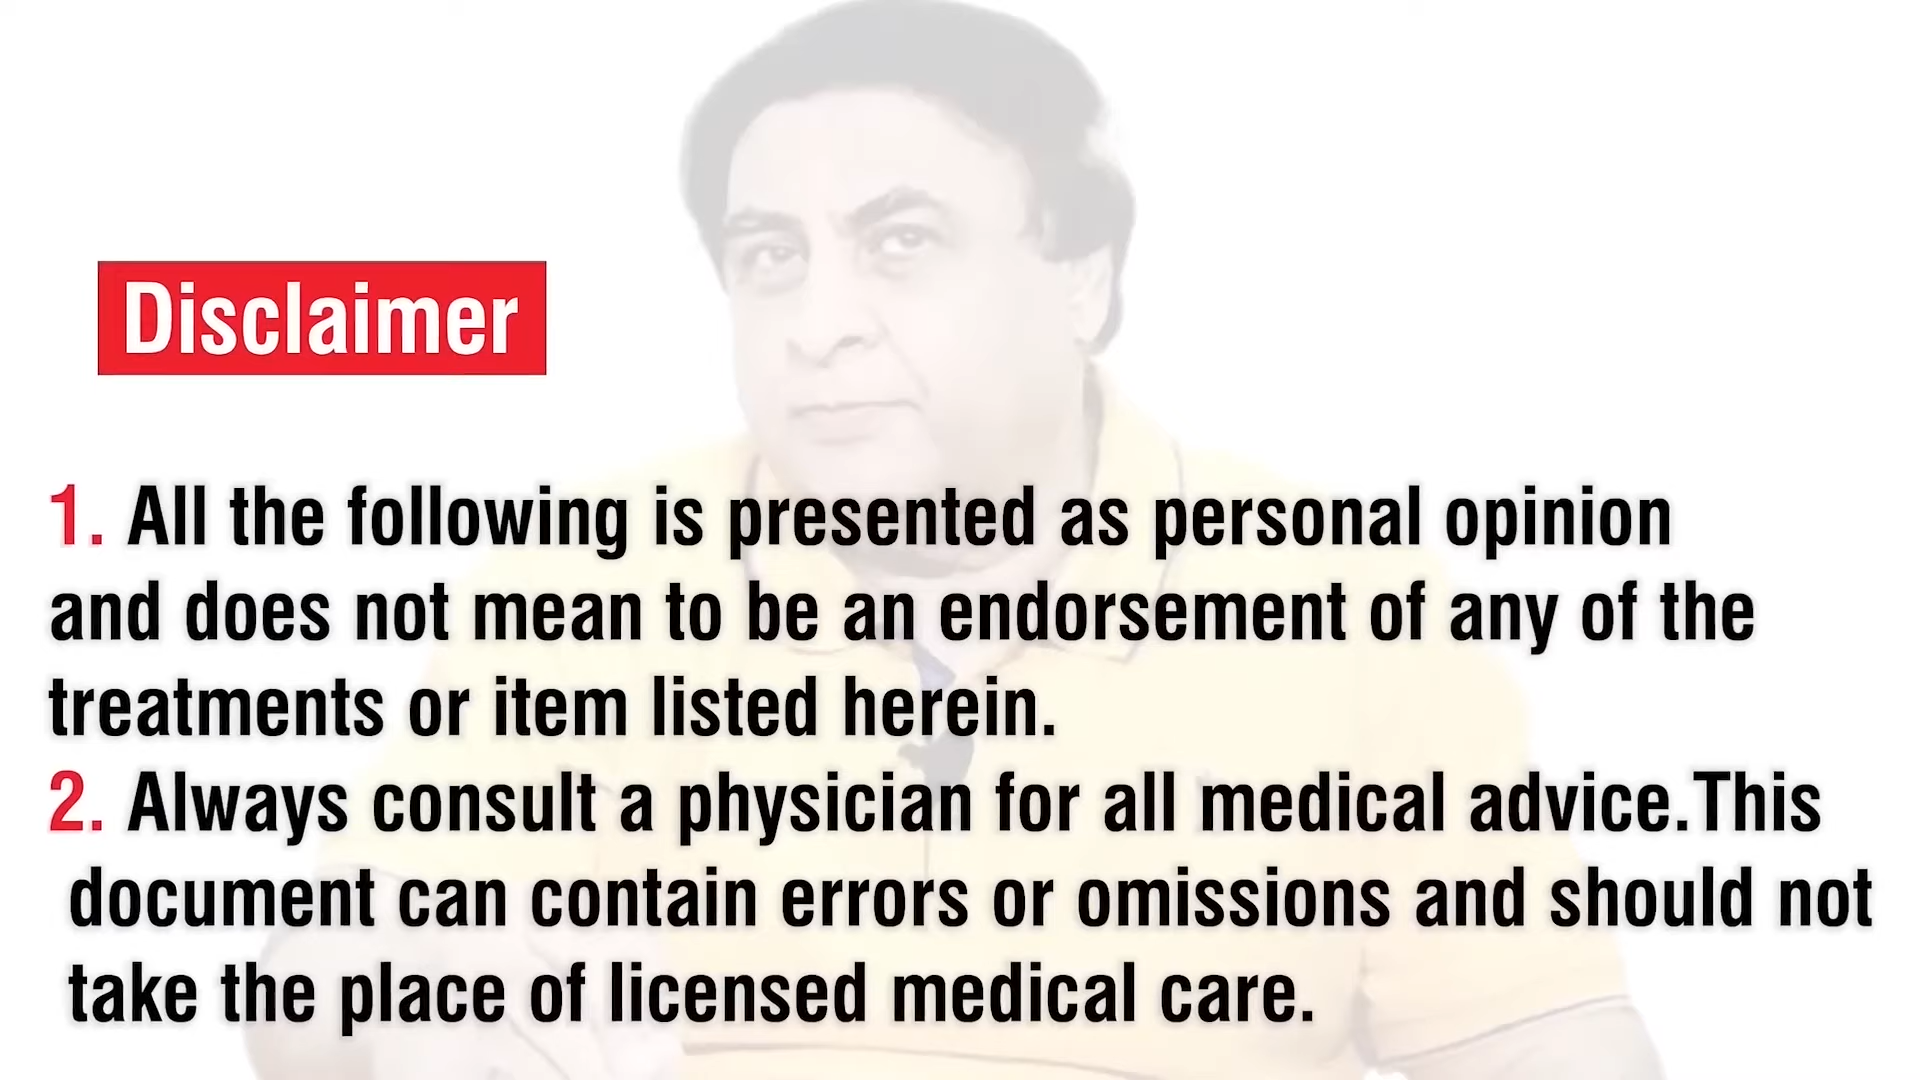 Disclaimer
1. All the following is presented as personal opinion
and does not mean to be an endorsement of any of the
treatments or item listed herein.
2. Always consult a physician for all medical advice.This
document can contain errors or omissions and should not
take the place of licensed medical care.